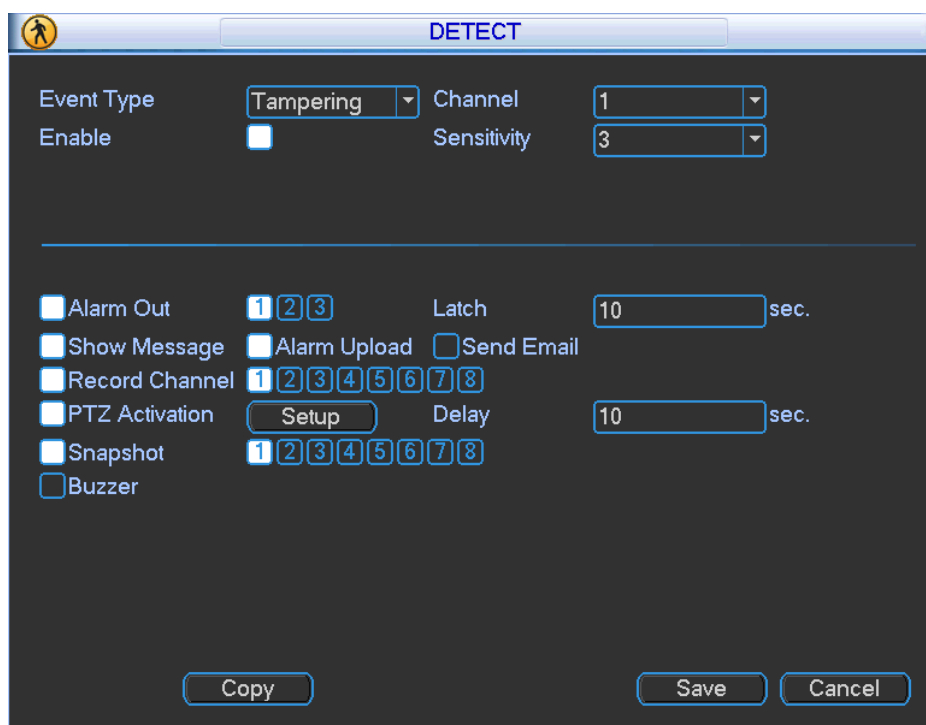 DETECT
Event Type Tampering Channel 1
Enable Sensitivity 3
Alarm Out 1 2 3 Latch 10 sec.
Show Message Alarm Upload Send Email
Record Channel 1 2 3 4 5 6 7 8
PTZ Activation Setup Delay 10 sec.
Snapshot 1 2 3 4 5 6 7 8
Buzzer
Copy Save Cancel